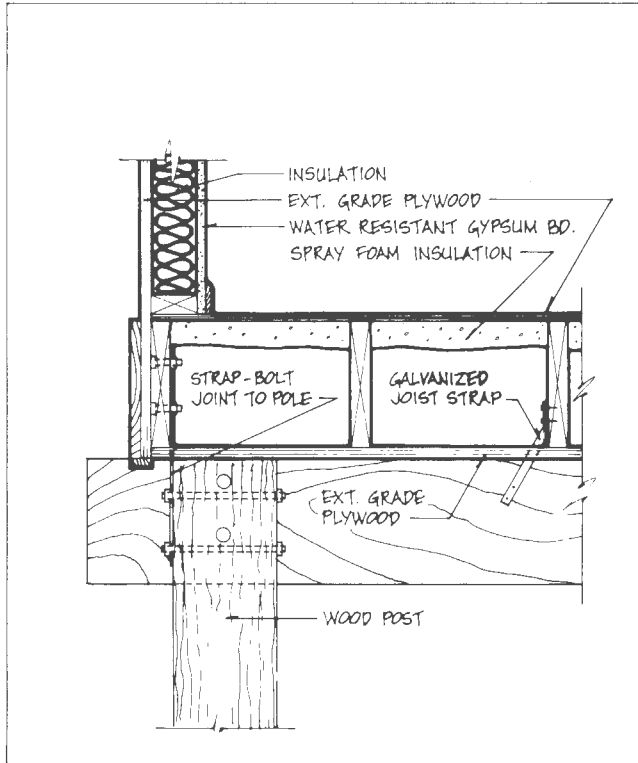 INSULATION
EXT. GRADE PLYWOOD
WATER RESISTANT GYPSUM BD.
SPRAY FOAM INSULATION
STRAP-BOLT
JOINT TO POLE
GALVANIZED
JOIST STRAP
EXT. GRADE
PLYWOOD
WOOD POST